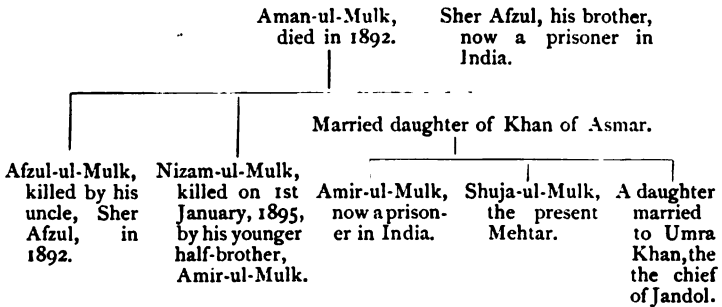 Aman-ul-Mulk,
died in 1892.
Sher Afzul, his brother,
now a prisoner in
India.
Married daughter of Khan of Asmar.
Afzul-ul-Mulk,
killed by his
uncle, Sher
Afzul, in
1892.
Nizam-ul-Mulk,
killed on 1st
January, 1895,
by his younger
half-brother,
Amir-ul-Mulk.
Amir-ul-Mulk,
now a prison-
er in India.
Shuja-ul-Mulk,
the present
Mehtar.
A daughter
married
to Umra
Khan, the
the chief
of Jandol.